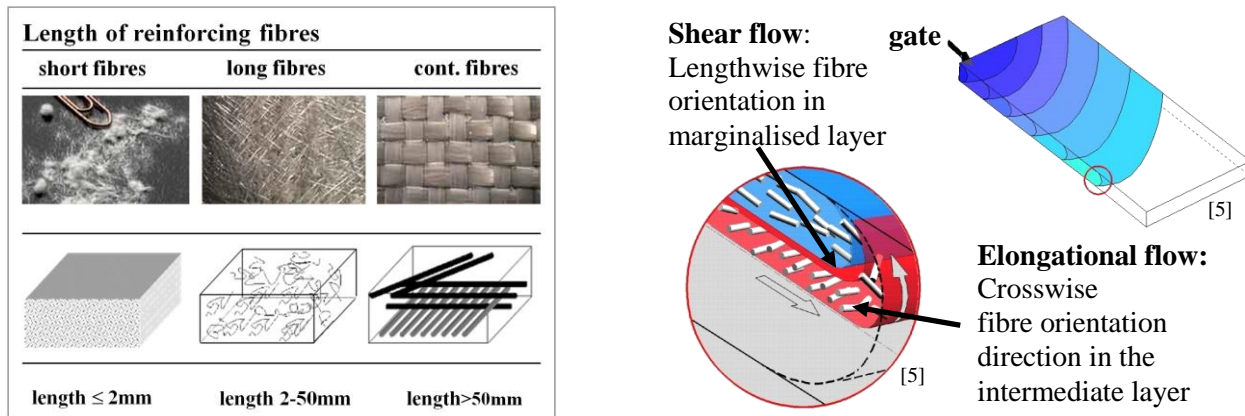 Length of reinforcing fibres
short fibres long fibres cont. fibres
length ≤ 2mm length 2-50mm length>50mm
Shear flow:
Lengthwise fibre
orientation in
marginalised layer
gate
[5]
Elongational flow:
Crosswise
fibre orientation
direction in the
intermediate layer
[5]